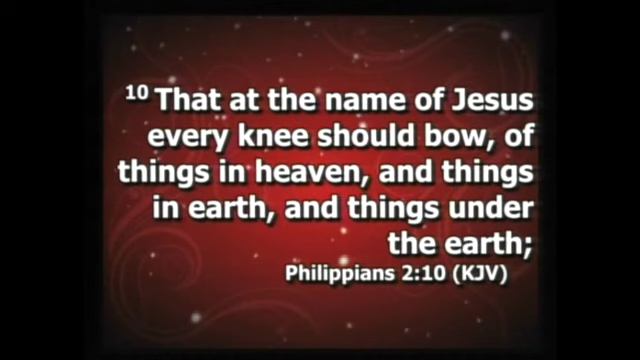 10 That at the name of Jesus
every knee should bow, of
things in heaven, and things
in earth, and things under
the earth;
Philippians 2:10 (KJV)